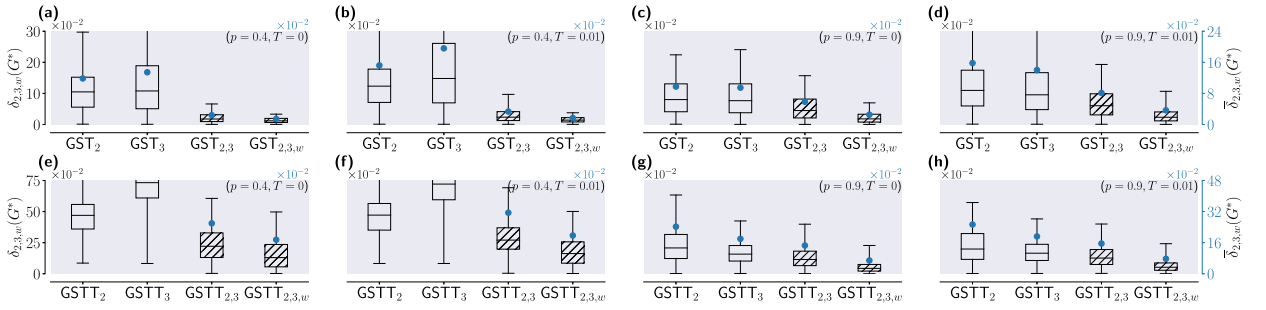 (a) (b) (c) (d)
×10⁻² ×10⁻² ×10⁻² ×10⁻² ×10⁻² ×10⁻² ×10⁻² ×10⁻²
(p = 0.4, T = 0) (p = 0.4, T = 0.01) (p = 0.9, T = 0) (p = 0.9, T = 0.01)
δ₂,₃,w(G*)
30
20
10
0
24
16
8
0
δ̅₂,₃,w(G*)
GST₂ GST₃ GST₂,₃ GST₂,₃,w GST₂ GST₃ GST₂,₃ GST₂,₃,w GST₂ GST₃ GST₂,₃ GST₂,₃,w GST₂ GST₃ GST₂,₃ GST₂,₃,w
(e) (f) (g) (h)
×10⁻² ×10⁻² ×10⁻² ×10⁻² ×10⁻² ×10⁻² ×10⁻² ×10⁻²
(p = 0.4, T = 0) (p = 0.4, T = 0.01) (p = 0.9, T = 0) (p = 0.9, T = 0.01)
δ₂,₃,w(G*)
75
50
25
0
48
32
16
0
δ̅₂,₃,w(G*)
GSTT₂ GSTT₃ GSTT₂,₃ GSTT₂,₃,w GSTT₂ GSTT₃ GSTT₂,₃ GSTT₂,₃,w GSTT₂ GSTT₃ GSTT₂,₃ GSTT₂,₃,w GSTT₂ GSTT₃ GSTT₂,₃ GSTT₂,₃,w